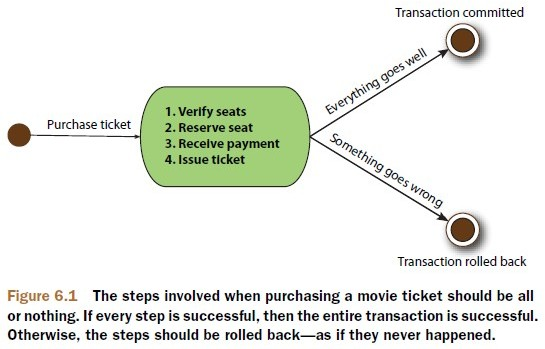 Transaction committed
Everything goes well
Purchase ticket
1. Verify seats
2. Reserve seat
3. Receive payment
4. Issue ticket
Something goes wrong
Transaction rolled back
Figure 6.1 The steps involved when purchasing a movie ticket should be all
or nothing. If every step is successful, then the entire transaction is successful.
Otherwise, the steps should be rolled back—as if they never happened.